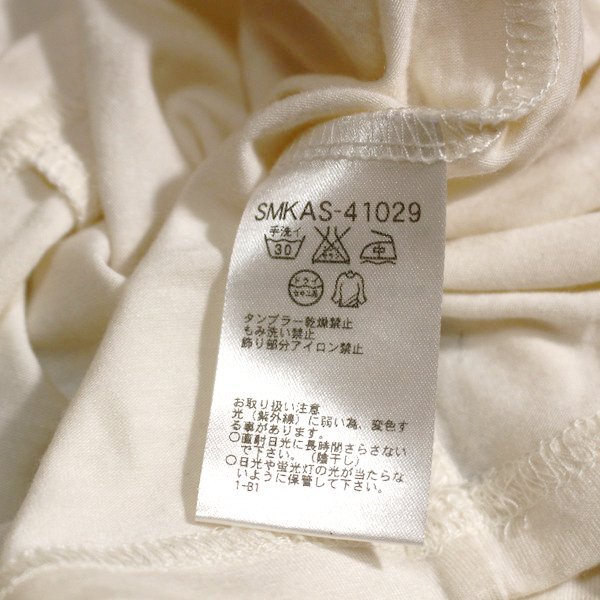 SMKAS-41029
手洗イ
30
中
ドライ
タンブラー乾燥禁止
もみ洗い禁止
飾り部分アイロン禁止
お取り扱い注意
光（紫外線）に弱い為、変色す
る事があります。
○直射日光に長時間さらさない
で下さい。（陰干し）
○日光や蛍光灯の光が当たらな
いように保管して下さい。
1-B1